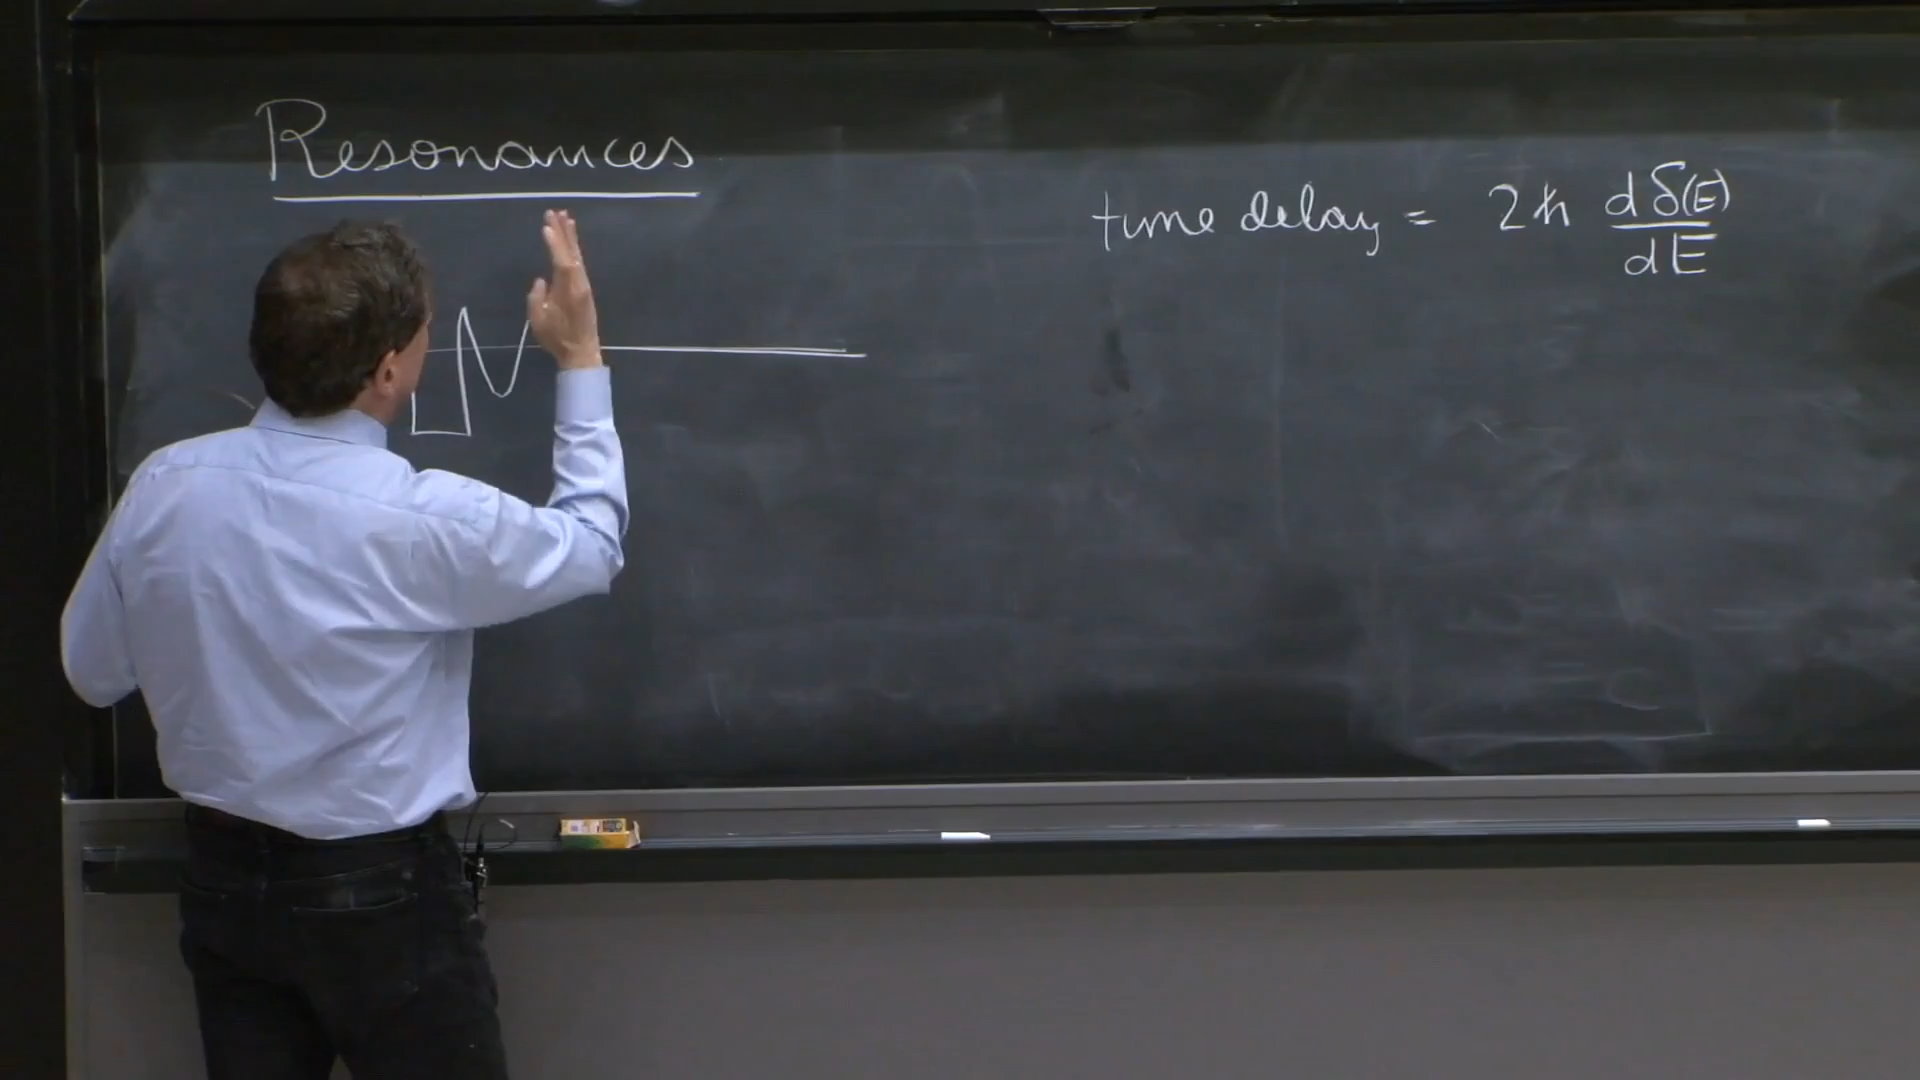 Resonances
time delay = 2ħ dδ(E)/dE